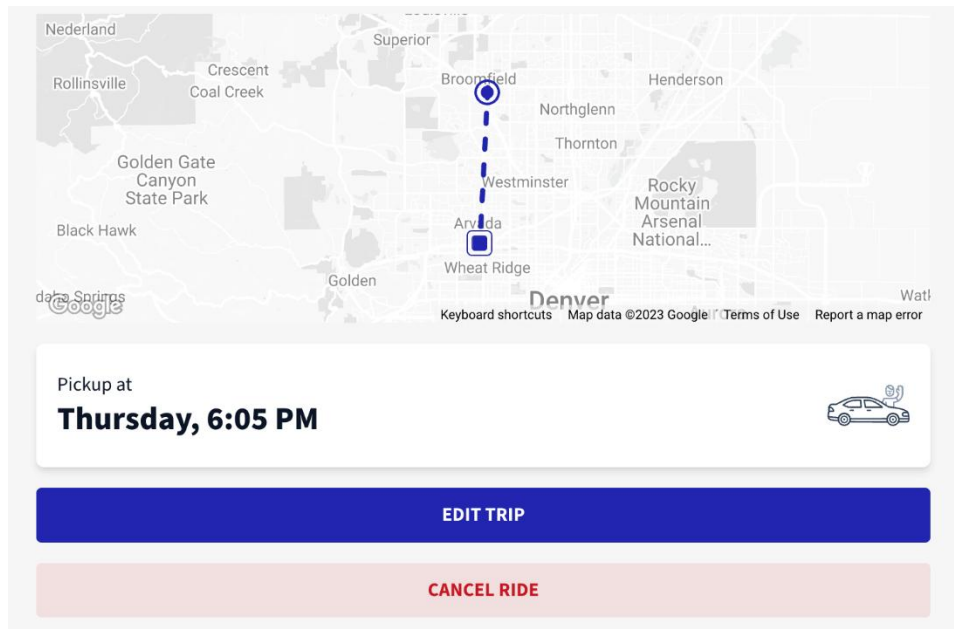 Nederland
Superior
Rollinsville
Crescent
Coal Creek
Broomfield
Henderson
Northglenn
Thornton
Golden Gate
Canyon
State Park
Westminster
Rocky
Mountain
Arsenal
National...
Black Hawk
Arvada
Wheat Ridge
Golden
Denver
Google
Keyboard shortcuts Map data ©2023 Google Terms of Use Report a map error
Pickup at
Thursday, 6:05 PM
EDIT TRIP
CANCEL RIDE